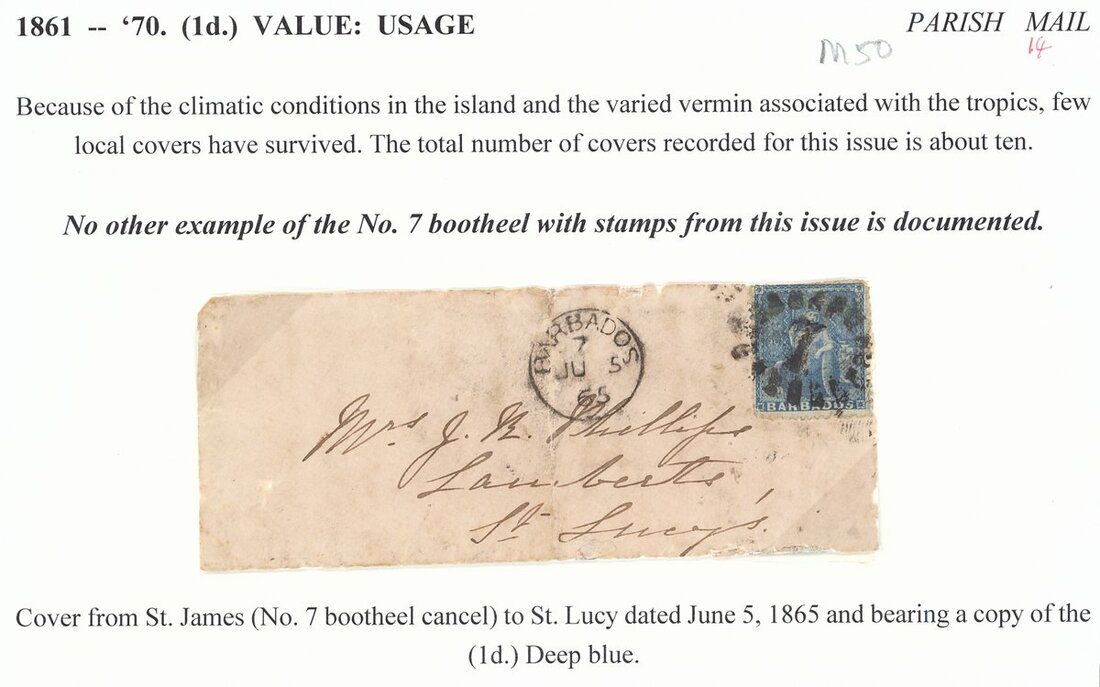 1861 -- ‘70. (1d.) VALUE: USAGE
PARISH MAIL
M50
14
Because of the climatic conditions in the island and the varied vermin associated with the tropics, few
local covers have survived. The total number of covers recorded for this issue is about ten.
No other example of the No. 7 bootheel with stamps from this issue is documented.
BARBADOS
7
JU 5
65
7
BARBADOS
Mrs J. R. Phillips
Lamberts,
St Lucy's.
Cover from St. James (No. 7 bootheel cancel) to St. Lucy dated June 5, 1865 and bearing a copy of the
(1d.) Deep blue.